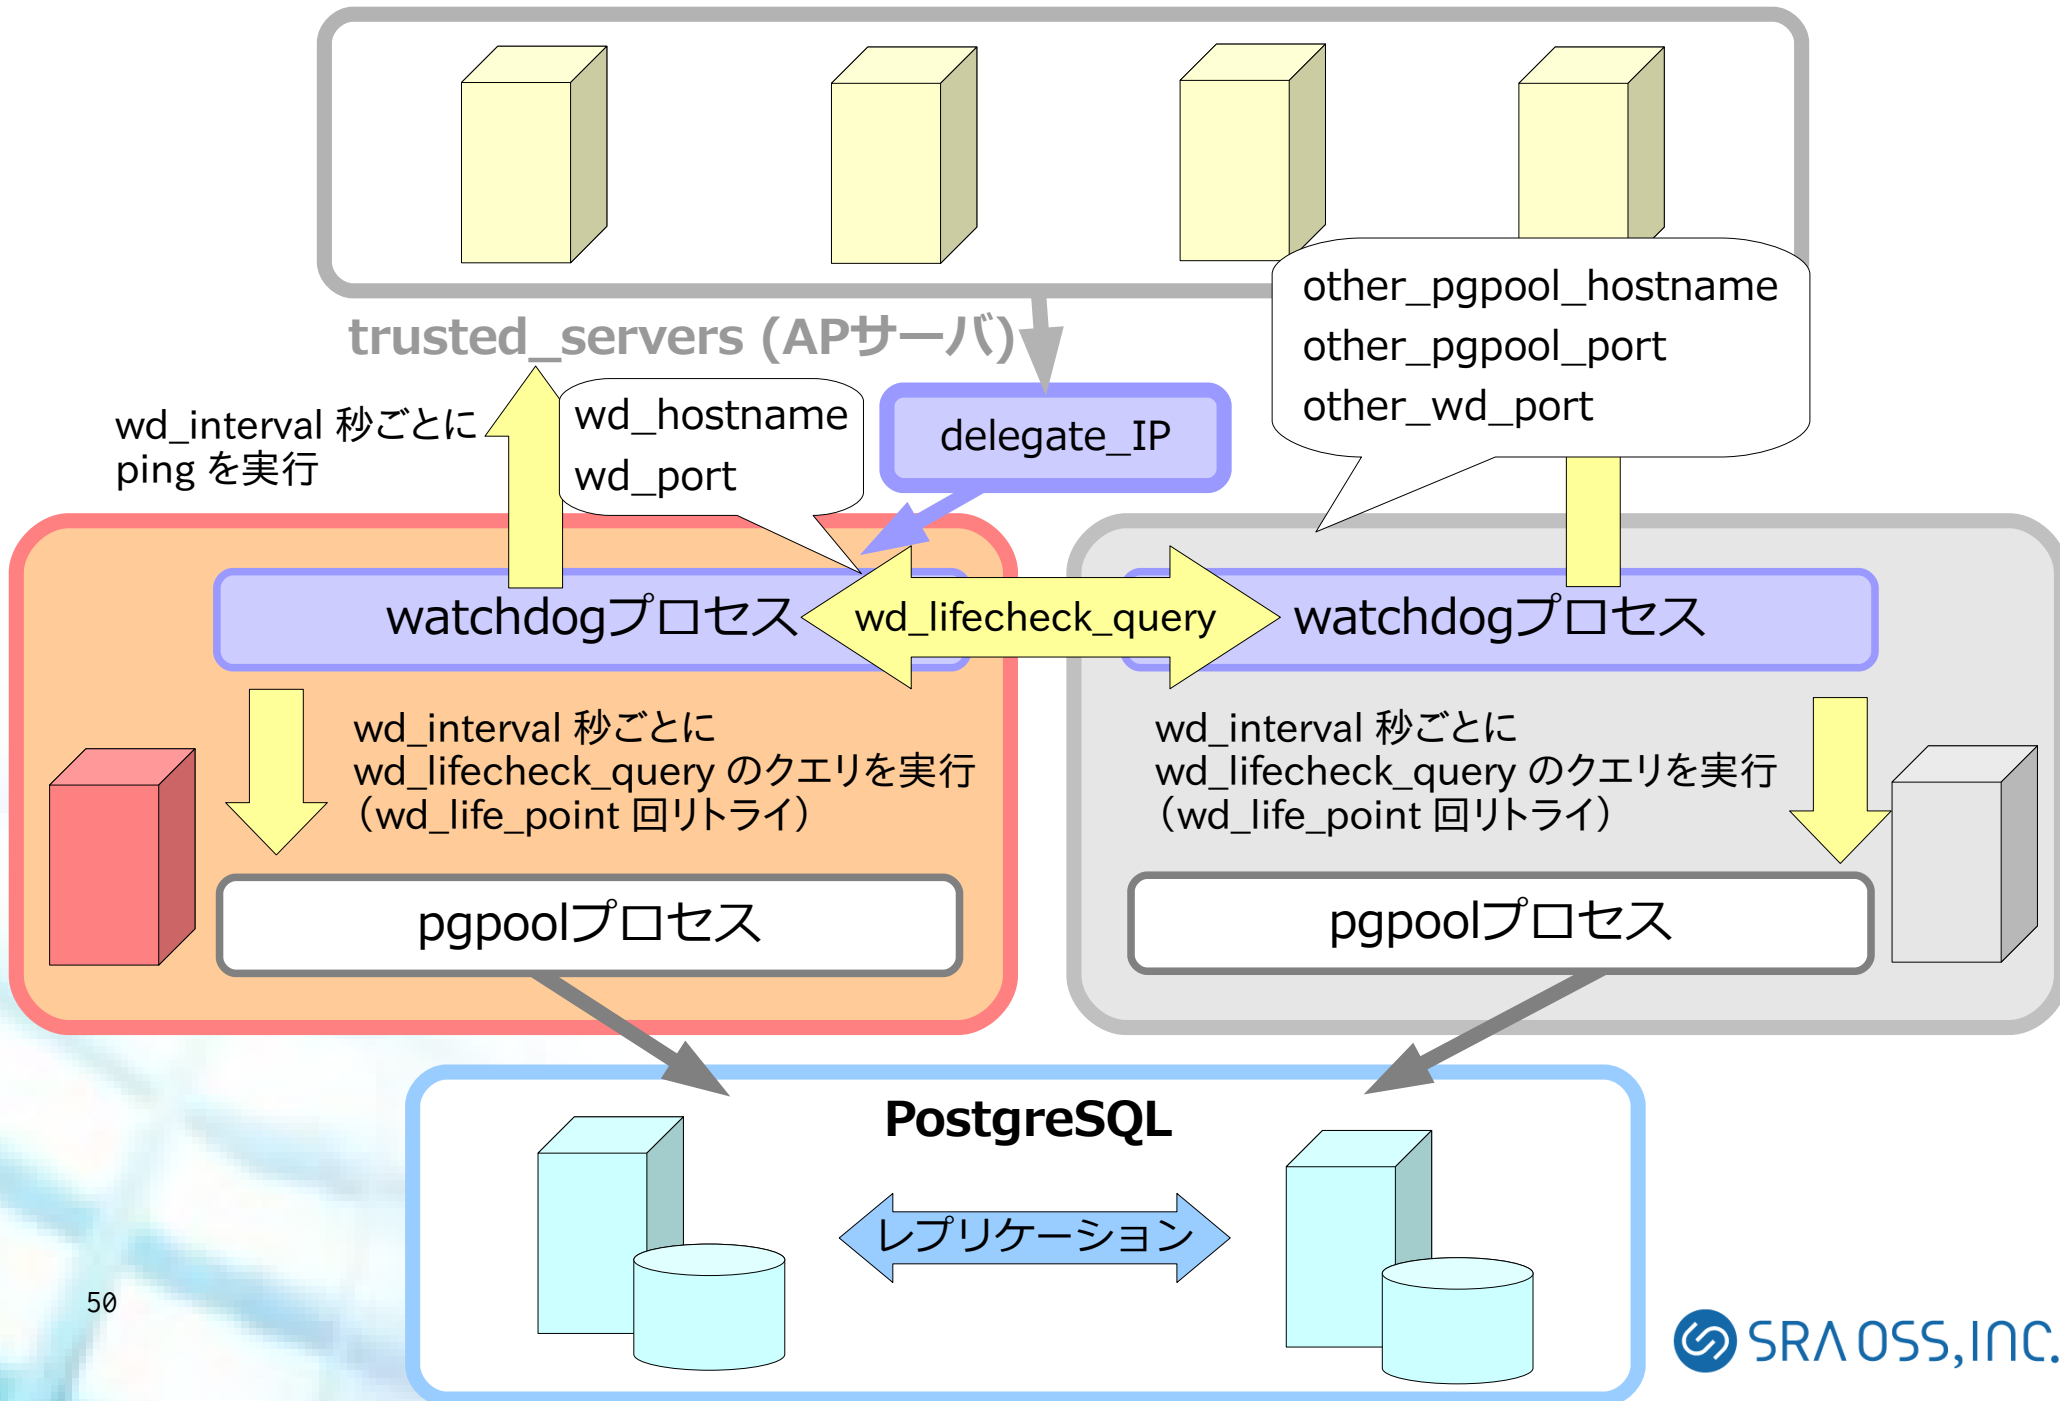 trusted_servers (APサーバ)
other_pgpool_hostname
other_pgpool_port
other_wd_port
wd_interval 秒ごとに
ping を実行
wd_hostname
wd_port
delegate_IP
watchdogプロセス
wd_lifecheck_query
watchdogプロセス
wd_interval 秒ごとに
wd_lifecheck_query のクエリを実行
（wd_life_point 回リトライ）
wd_interval 秒ごとに
wd_lifecheck_query のクエリを実行
（wd_life_point 回リトライ）
pgpoolプロセス
pgpoolプロセス
PostgreSQL
レプリケーション
50
SRA OSS, INC.